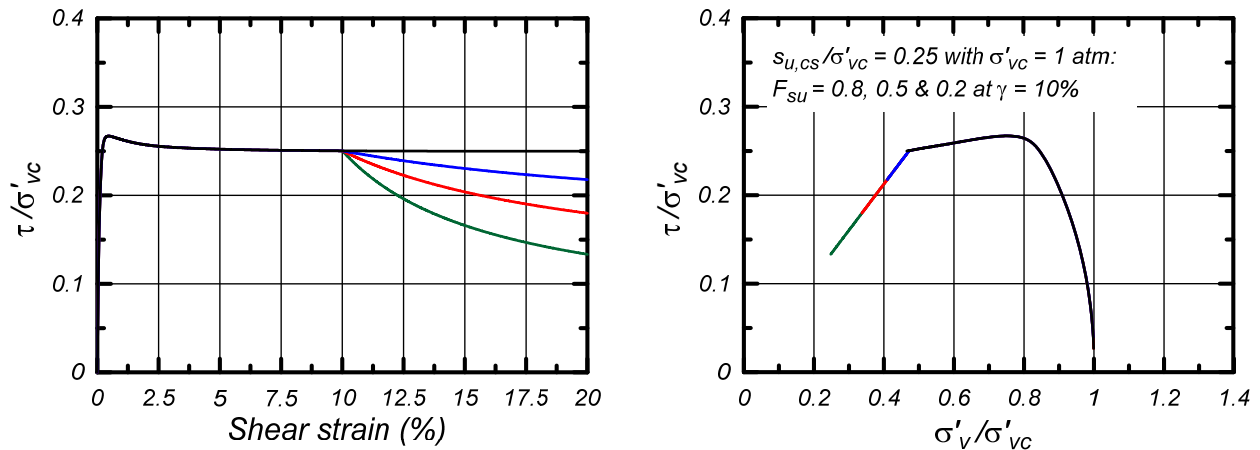 0.4
0.3
0.2
0.1
0
τ/σ'vc
0 2.5 5 7.5 10 12.5 15 17.5 20
Shear strain (%)
0.4
0.3
0.2
0.1
0
τ/σ'vc
su,cs/σ'vc = 0.25 with σ'vc = 1 atm:
Fsu = 0.8, 0.5 & 0.2 at γ = 10%
0 0.2 0.4 0.6 0.8 1 1.2 1.4
σ'v/σ'vc